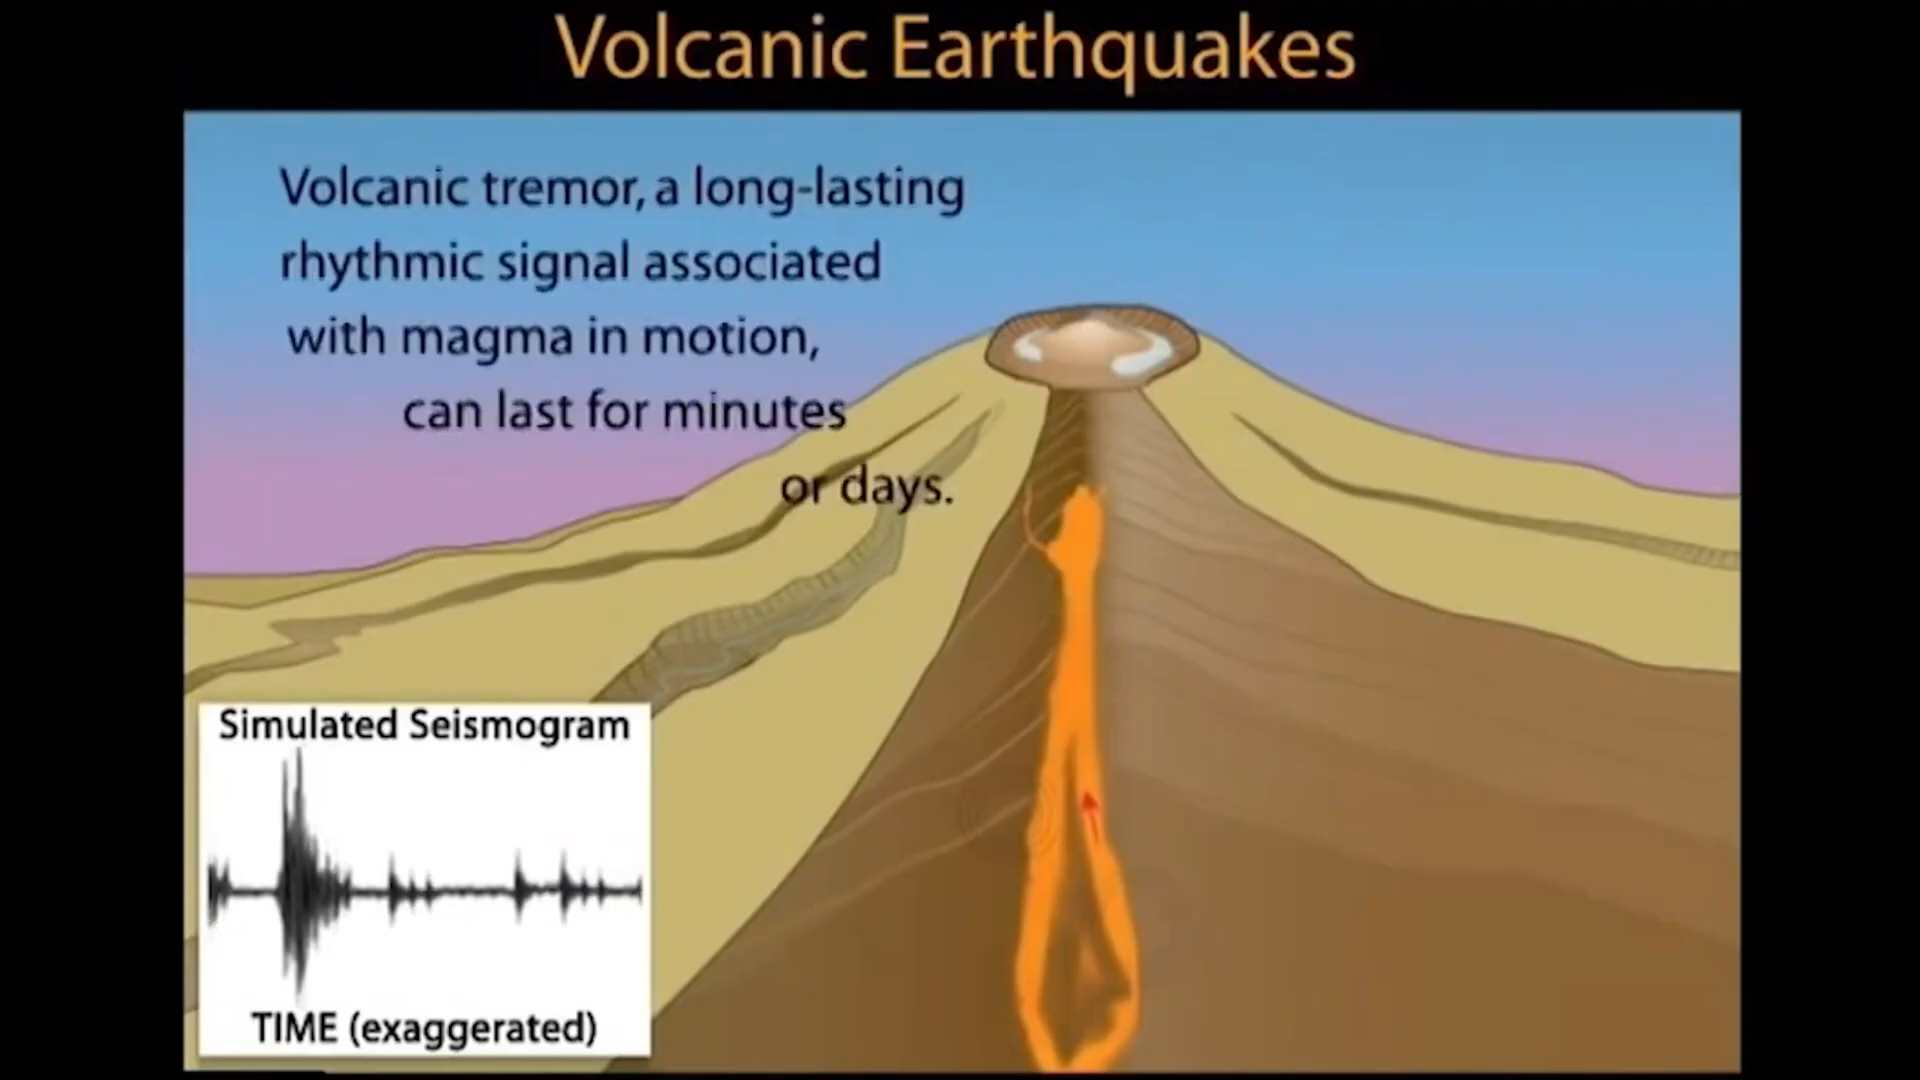 Volcanic Earthquakes
Volcanic tremor, a long-lasting
rhythmic signal associated
with magma in motion,
can last for minutes
or days.
Simulated Seismogram
TIME (exaggerated)